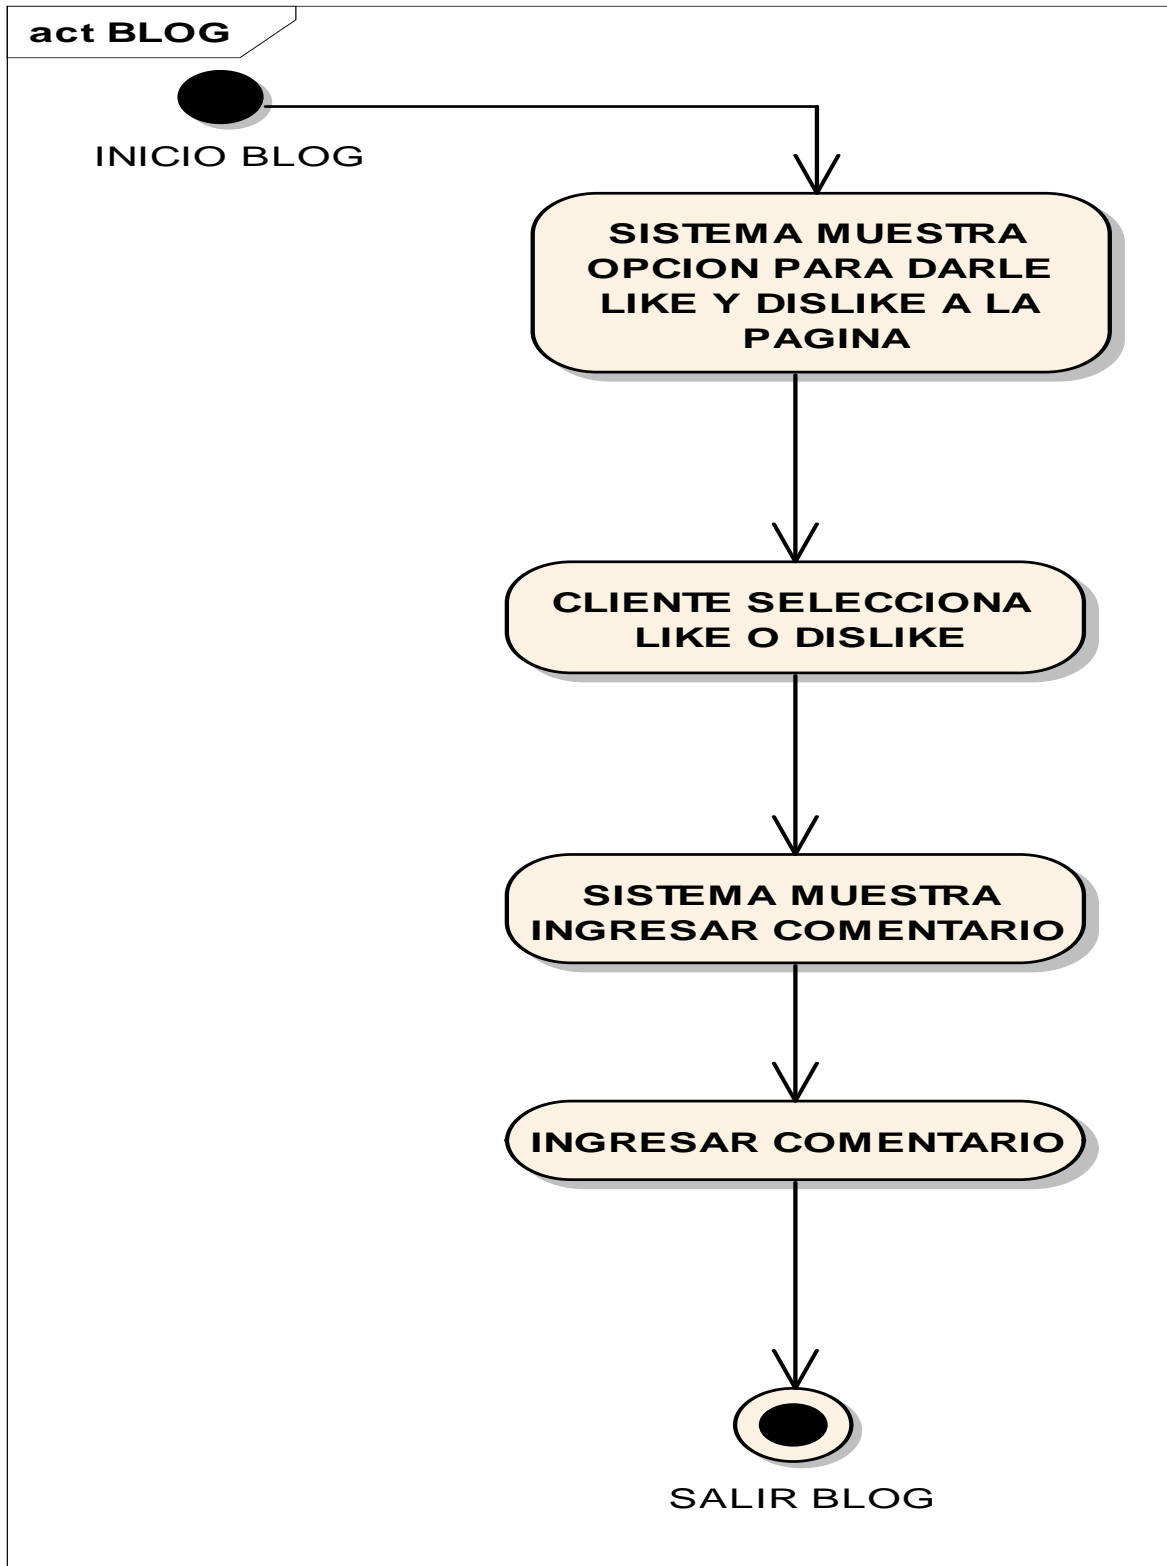 act BLOG
INICIO BLOG
SISTEMA MUESTRA
OPCION PARA DARLE
LIKE Y DISLIKE A LA
PAGINA
CLIENTE SELECCIONA
LIKE O DISLIKE
SISTEMA MUESTRA
INGRESAR COMENTARIO
INGRESAR COMENTARIO
SALIR BLOG